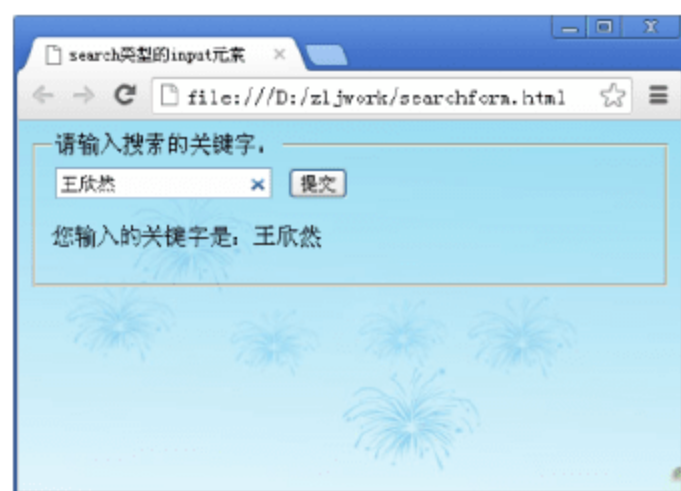 search类型的input元素
file:///D:/zljwork/searchform.html
请输入搜索的关键字。
王欣然 提交
您输入的关键字是：王欣然